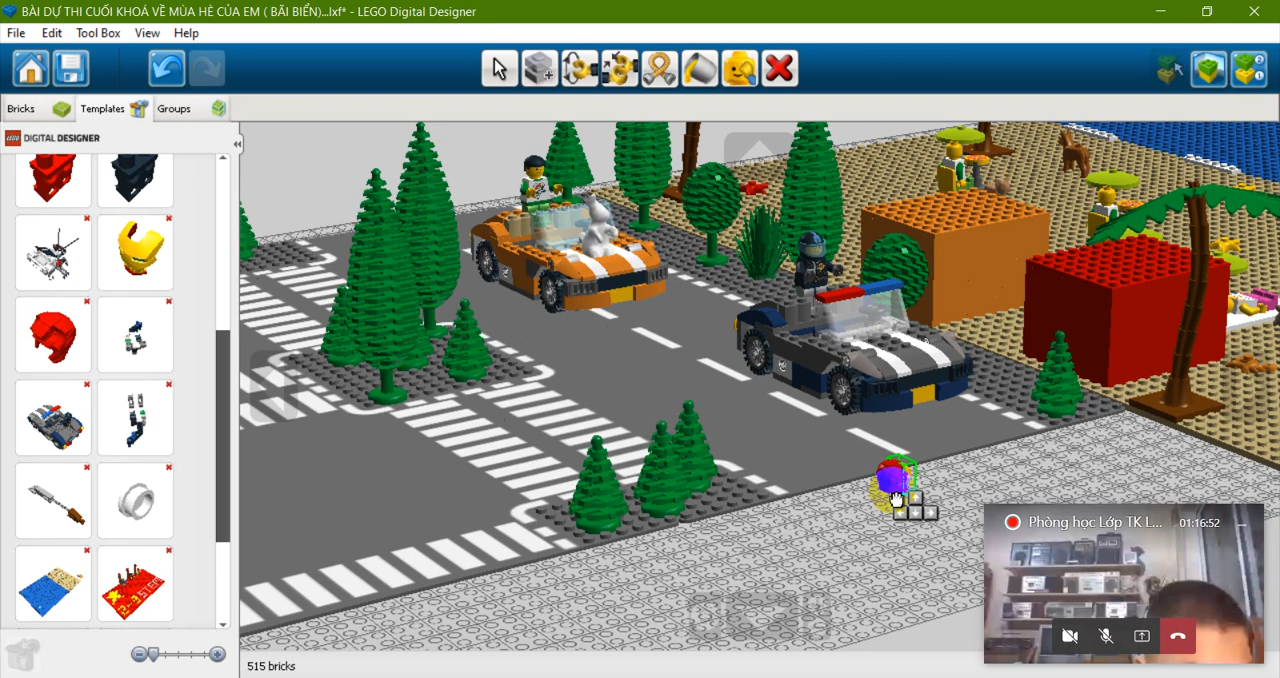 BÀI DỰ THI CUỐI KHOÁ VỀ MÙA HÈ CỦA EM ( BÃI BIỂN)...lxf* - LEGO Digital Designer
File Edit Tool Box View Help
Bricks Templates Groups
LEGO DIGITAL DESIGNER
515 bricks
Phòng học Lớp TK L... 01:16:52